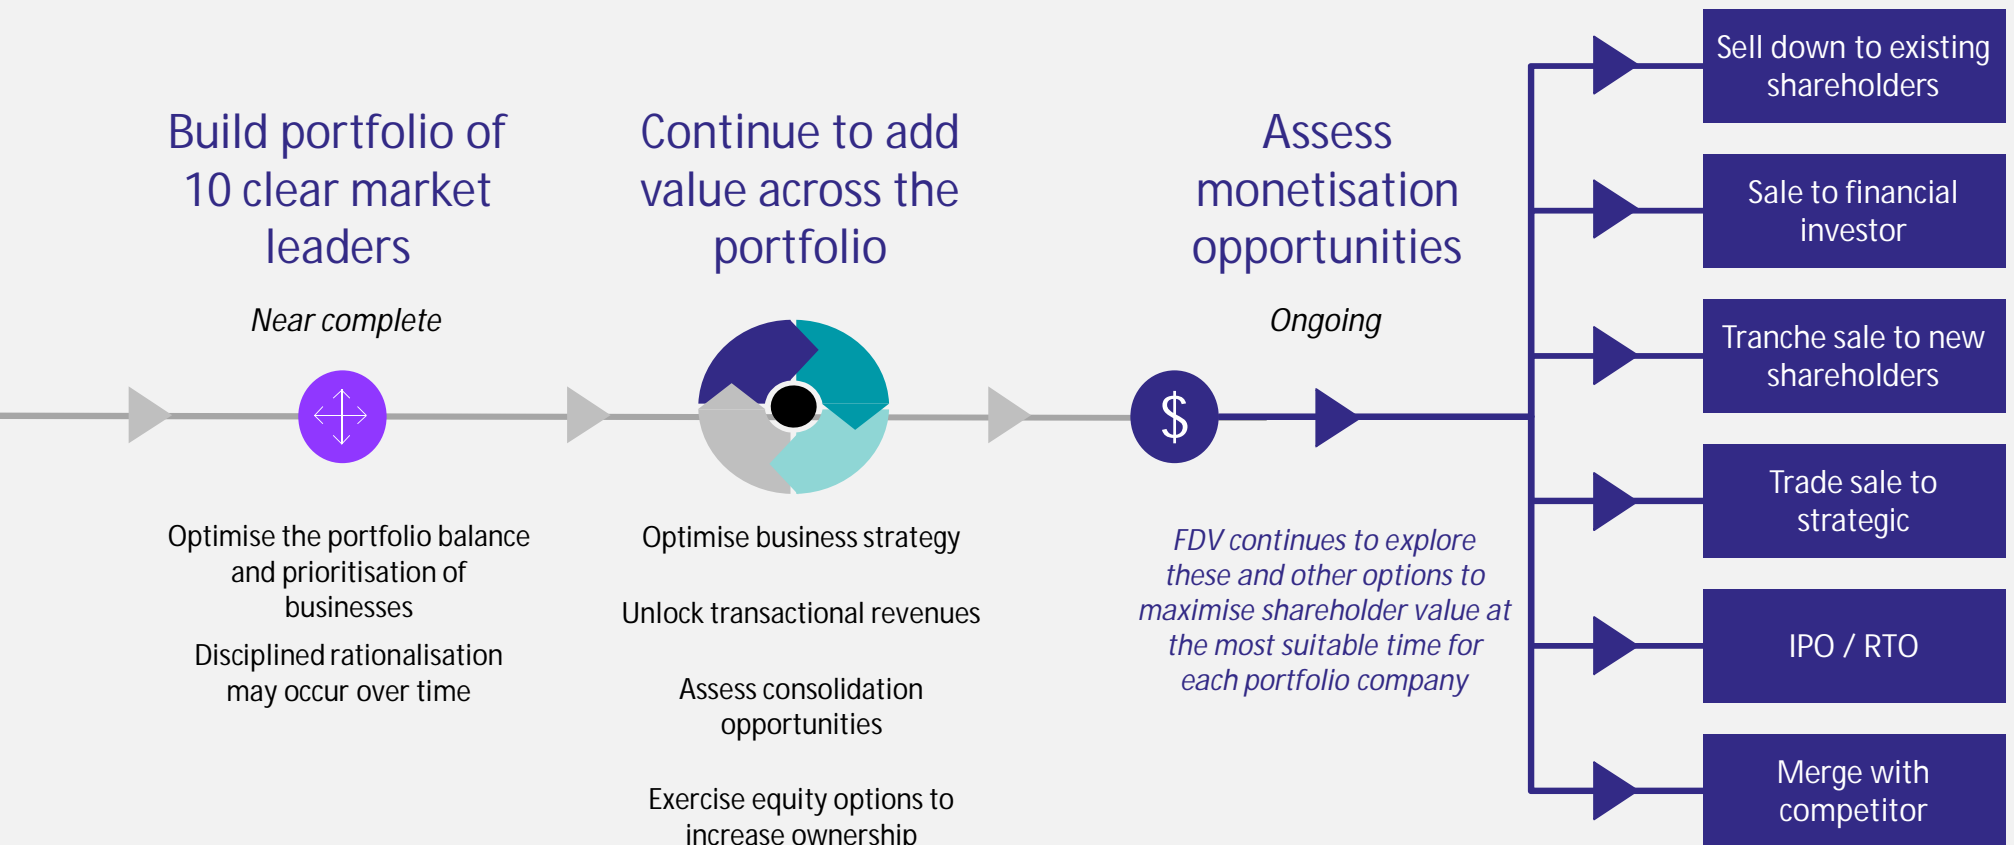 Build portfolio of
10 clear market
leaders
Near complete
Optimise the portfolio balance
and prioritisation of
businesses
Disciplined rationalisation
may occur over time
Continue to add
value across the
portfolio
Optimise business strategy
Unlock transactional revenues
Assess consolidation
opportunities
Exercise equity options to
increase ownership
Assess
monetisation
opportunities
Ongoing
$
FDV continues to explore
these and other options to
maximise shareholder value at
the most suitable time for
each portfolio company
Sell down to existing
shareholders
Sale to financial
investor
Tranche sale to new
shareholders
Trade sale to
strategic
IPO / RTO
Merge with
competitor